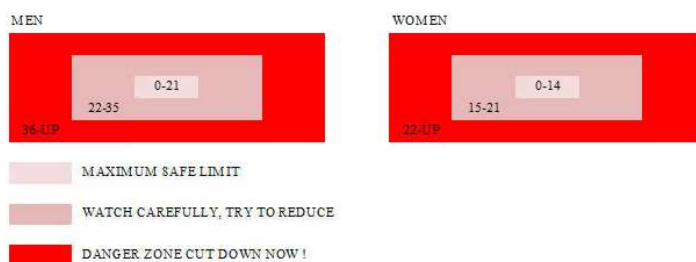 MEN
WOMEN
0-21
22-35
36-UP
0-14
15-21
22-UP
MAXIMUM SAFE LIMIT
WATCH CAREFULLY, TRY TO REDUCE
DANGER ZONE CUT DOWN NOW !